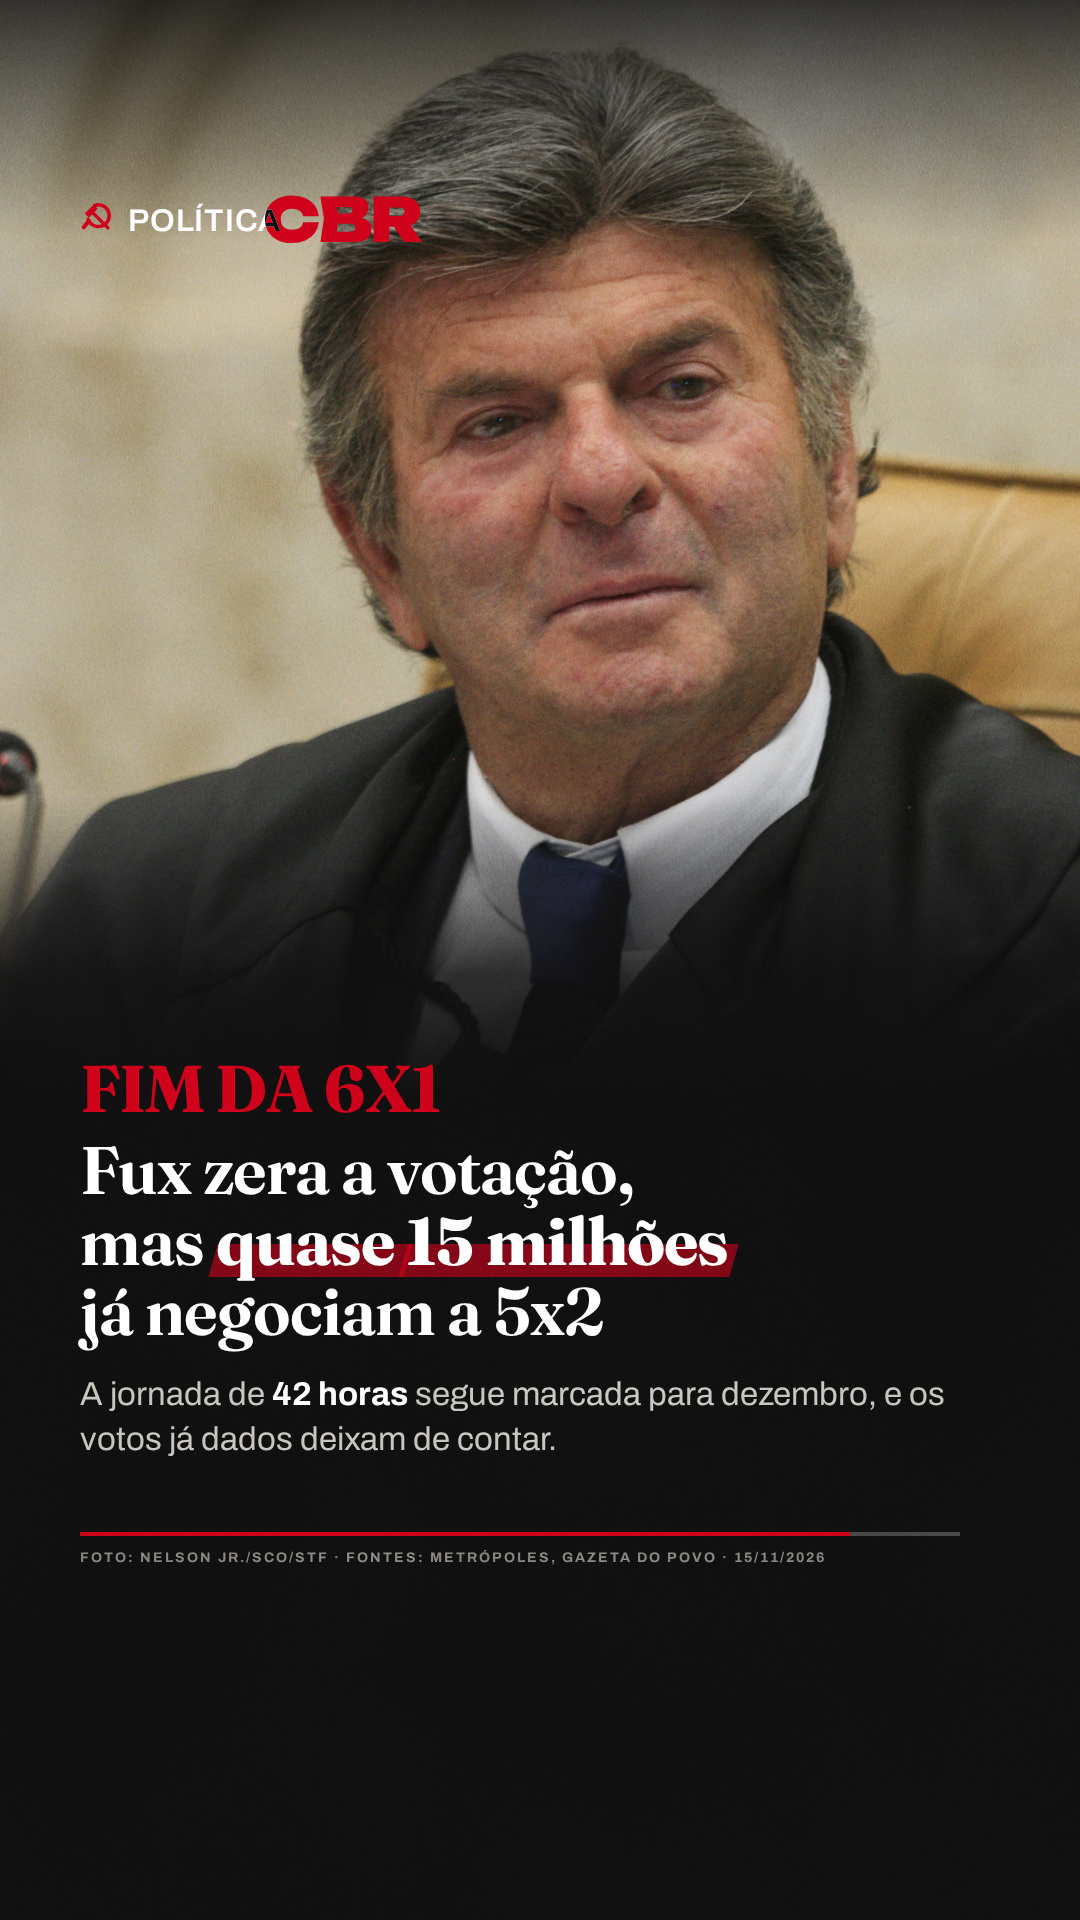 POLÍTICA CBR
FIM DA 6X1
Fux zera a votação,
mas quase 15 milhões
já negociam a 5x2
A jornada de 42 horas segue marcada para dezembro, e os
votos já dados deixam de contar.
FOTO: NELSON JR./SCO/STF · FONTES: METRÓPOLES, GAZETA DO POVO · 15/11/2026